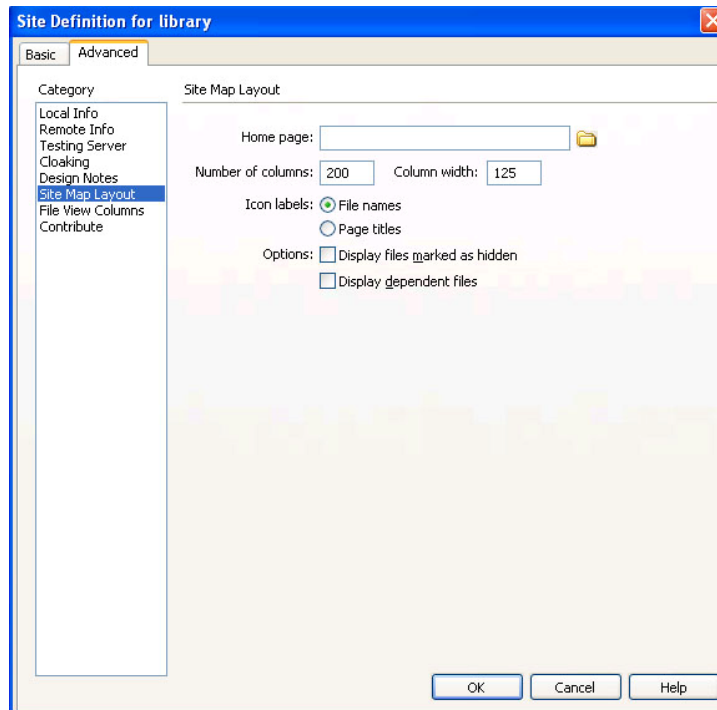 Site Definition for library
Basic
Advanced
Category
Local Info
Remote Info
Testing Server
Cloaking
Design Notes
Site Map Layout
File View Columns
Contribute
Site Map Layout
Home page:
Number of columns: 200 Column width: 125
Icon labels: File names
Page titles
Options: Display files marked as hidden
Display dependent files
OK Cancel Help